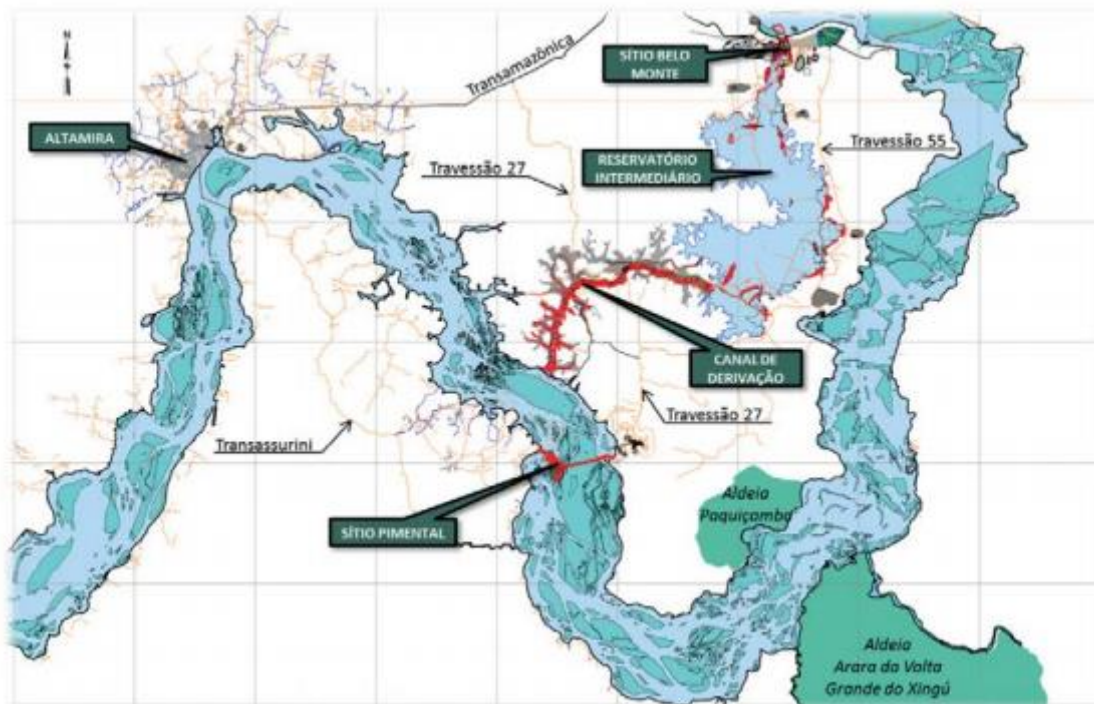 N
Transamazônica
SÍTIO BELO
MONTE
ALTAMIRA
Travessão 27
RESERVATÓRIO
INTERMEDIÁRIO
Travessão 55
CANAL DE
DERIVAÇÃO
Travessão 27
Transassurini
SÍTIO PIMENTAL
Aldeia
Paquiçamba
Aldeia
Arara da Volta
Grande do Xingú